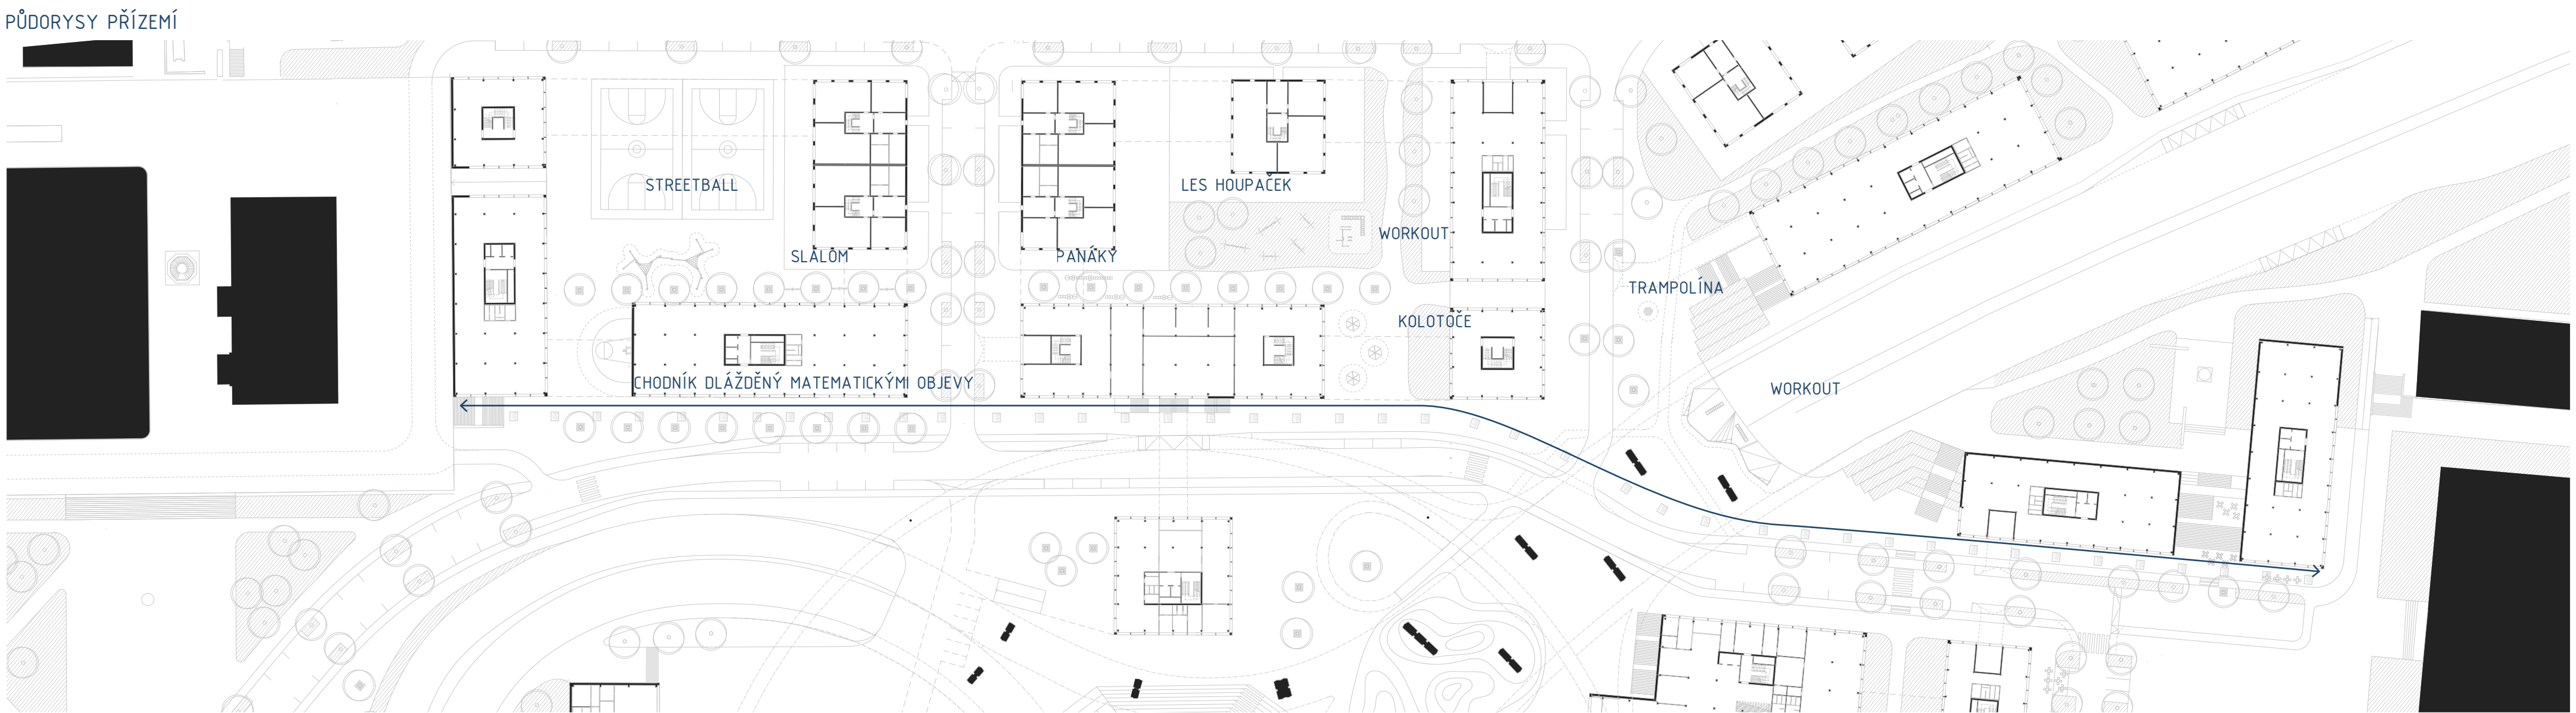 PŮDORYSY PŘÍZEMÍ
STREETBALL
LES HOUPAČEK
WORKOUT
SLALOM
PANÁKY
TRAMPOLÍNA
KOLOTOČE
CHODNÍK DLÁŽDĚNÝ MATEMATICKÝMI OBJEVY
WORKOUT